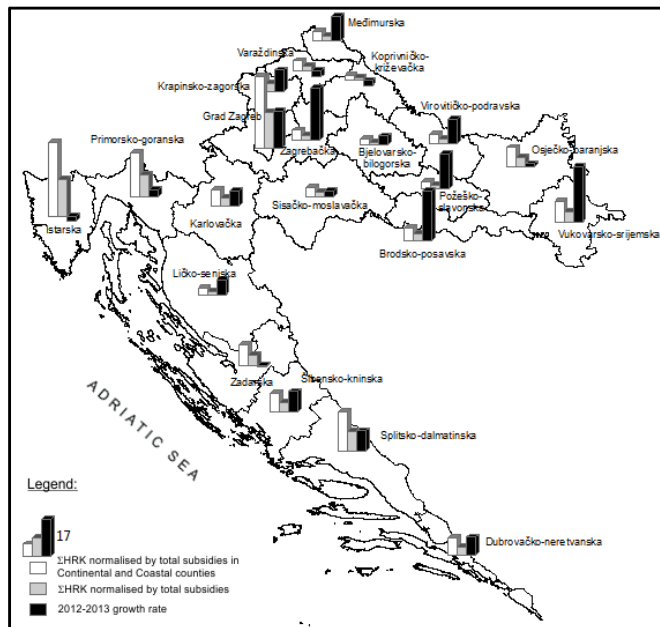 Međimurska
Varaždinska
Koprivničko-
križevačka
Krapinsko-zagorska
Virovitičko-podravska
Grad Zagreb
Primorsko-goranska
Zagrebačka
Bjelovarsko-
bilogorska
Osječko-baranjska
Požeško-
slavonska
Istarska
Karlovačka
Sisačko-moslavačka
Vukovarsko-srijemska
Brodsko-posavska
Ličko-senjska
Zadarska
Šibensko-kninska
ADRIATIC SEA
Splitsko-dalmatinska
Legend:
17
Dubrovačko-neretvanska
ΣHRK normalised by total subsidies in
Continental and Coastal counties
ΣHRK normalised by total subsidies
2012-2013 growth rate